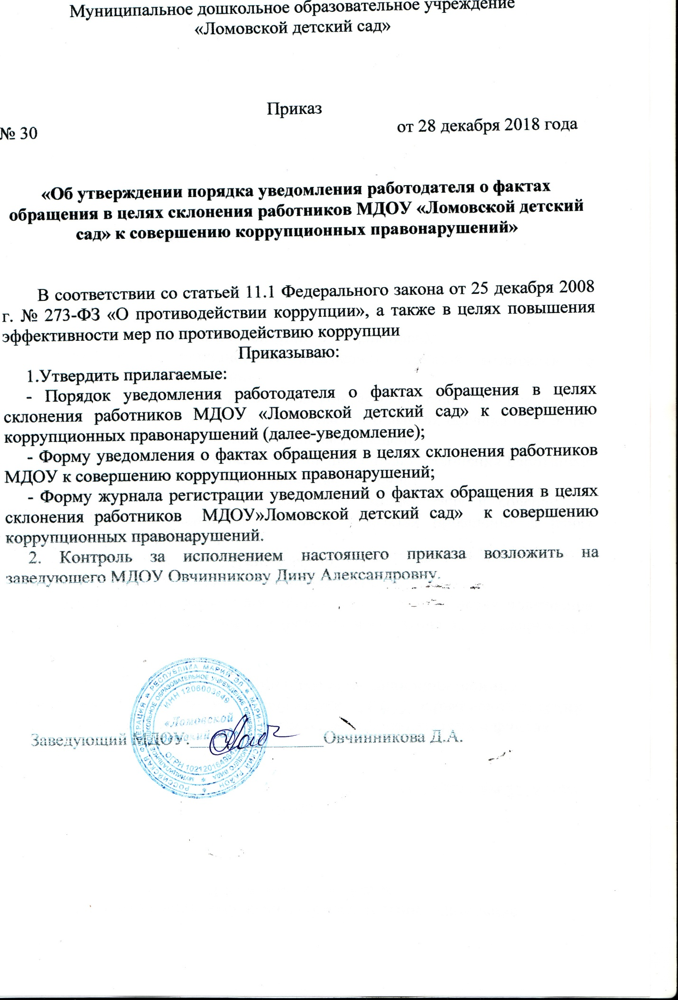 Муниципальное дошкольное образовательное учреждение
«Ломовской детский сад»
Приказ
№ 30 от 28 декабря 2018 года
«Об утверждении порядка уведомления работодателя о фактах
обращения в целях склонения работников МДОУ «Ломовской детский
сад» к совершению коррупционных правонарушений»
В соответствии со статьей 11.1 Федерального закона от 25 декабря 2008
г. № 273-ФЗ «О противодействии коррупции», а также в целях повышения
эффективности мер по противодействию коррупции
Приказываю:
1.Утвердить прилагаемые:
- Порядок уведомления работодателя о фактах обращения в целях
склонения работников МДОУ «Ломовской детский сад» к совершению
коррупционных правонарушений (далее-уведомление);
- Форму уведомления о фактах обращения в целях склонения работников
МДОУ к совершению коррупционных правонарушений;
- Форму журнала регистрации уведомлений о фактах обращения в целях
склонения работников МДОУ»Ломовской детский сад» к совершению
коррупционных правонарушений.
2. Контроль за исполнением настоящего приказа возложить на
заведующего МДОУ Овчинникову Дину Александровну.
РОССИЙСКАЯ ФЕДЕРАЦИЯ * РЕСПУБЛИКА МАРИЙ ЭЛ * МАРИ-ТУРЕКСКИЙ РАЙОН *
МУНИЦИПАЛЬНОЕ ДОШКОЛЬНОЕ ОБРАЗОВАТЕЛЬНОЕ УЧРЕЖДЕНИЕ ОБЩЕРАЗВИВАЮЩЕГО ВИДА *
ИНН 1206003649
«Ломовской
детский сад»
ОГРН
Заведующий МДОУ:_______________Овчинникова Д.А.